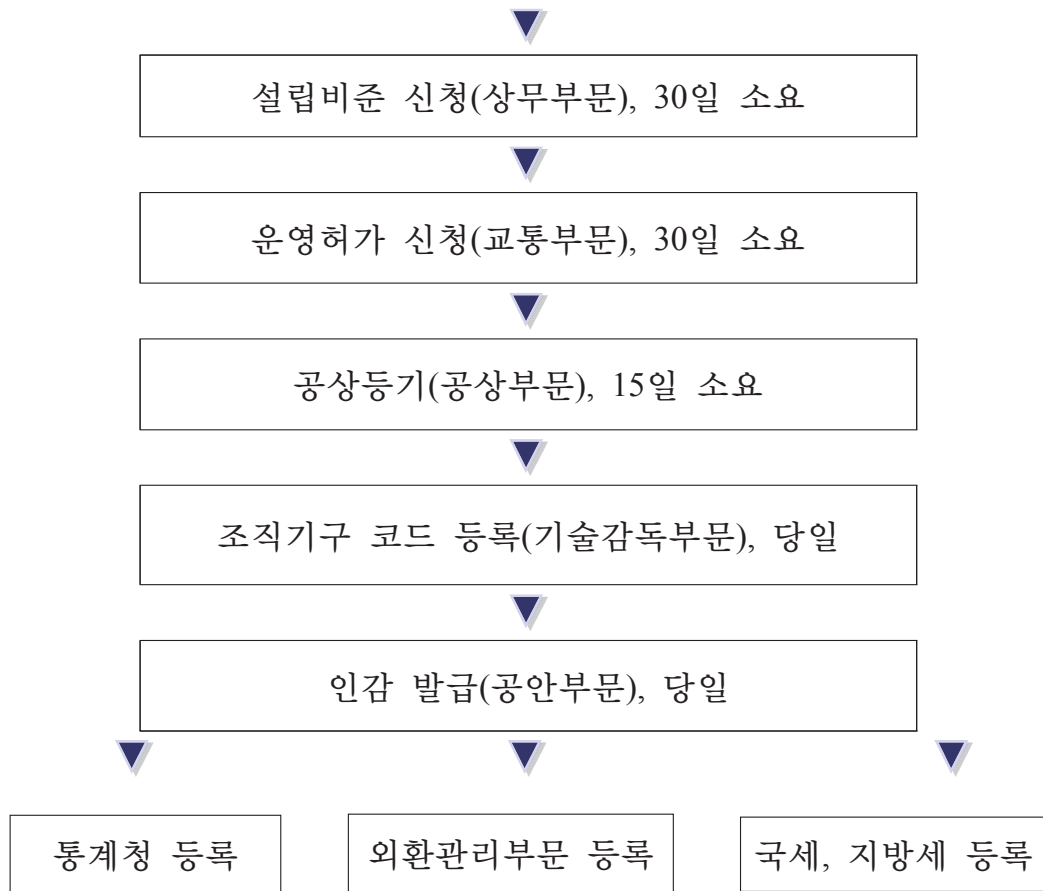 설립비준 신청(상무부문), 30일 소요
운영허가 신청(교통부문), 30일 소요
공상등기(공상부문), 15일 소요
조직기구 코드 등록(기술감독부문), 당일
인감 발급(공안부문), 당일
통계청 등록
외환관리부문 등록
국세, 지방세 등록